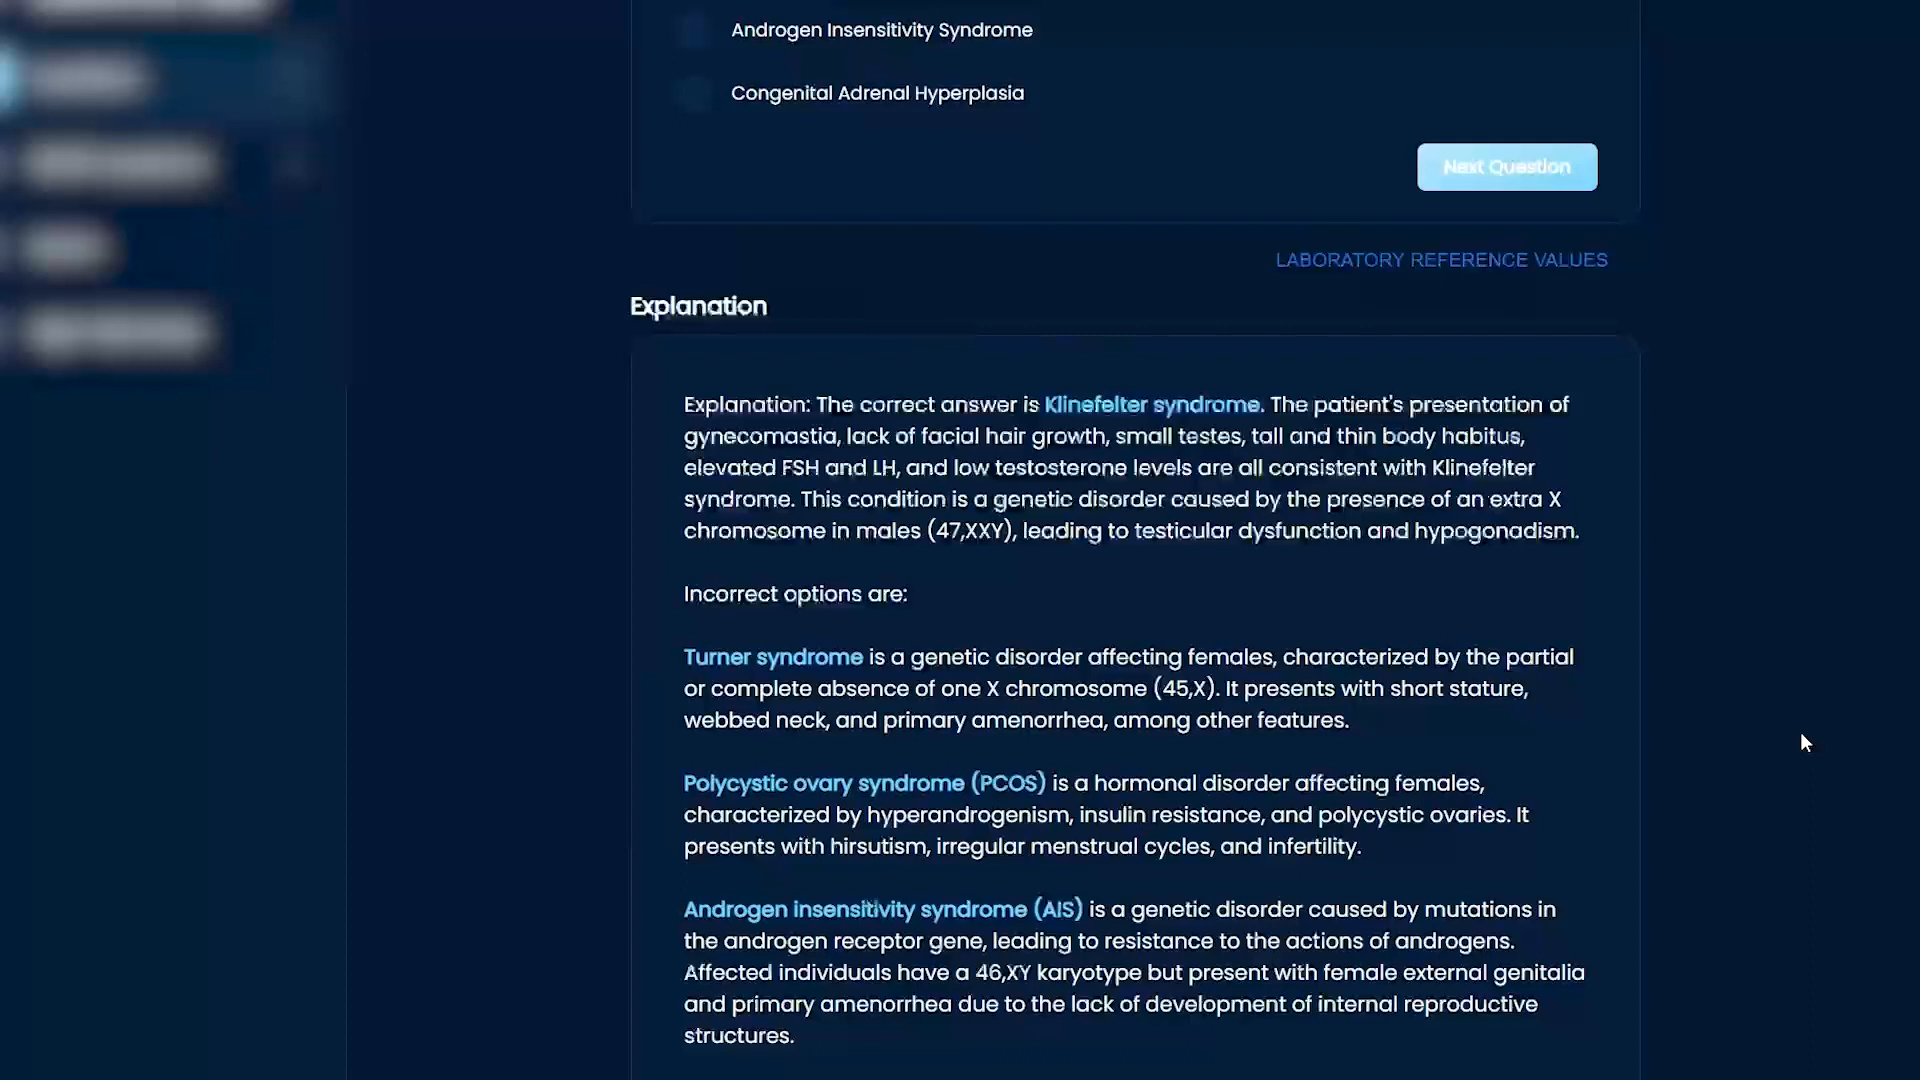 Androgen Insensitivity Syndrome
Congenital Adrenal Hyperplasia
Next Question
LABORATORY REFERENCE VALUES
Explanation
Explanation: The correct answer is Klinefelter syndrome. The patient's presentation of
gynecomastia, lack of facial hair growth, small testes, tall and thin body habitus,
elevated FSH and LH, and low testosterone levels are all consistent with Klinefelter
syndrome. This condition is a genetic disorder caused by the presence of an extra X
chromosome in males (47,XXY), leading to testicular dysfunction and hypogonadism.
Incorrect options are:
Turner syndrome is a genetic disorder affecting females, characterized by the partial
or complete absence of one X chromosome (45,X). It presents with short stature,
webbed neck, and primary amenorrhea, among other features.
Polycystic ovary syndrome (PCOS) is a hormonal disorder affecting females,
characterized by hyperandrogenism, insulin resistance, and polycystic ovaries. It
presents with hirsutism, irregular menstrual cycles, and infertility.
Androgen insensitivity syndrome (AIS) is a genetic disorder caused by mutations in
the androgen receptor gene, leading to resistance to the actions of androgens.
Affected individuals have a 46,XY karyotype but present with female external genitalia
and primary amenorrhea due to the lack of development of internal reproductive
structures.